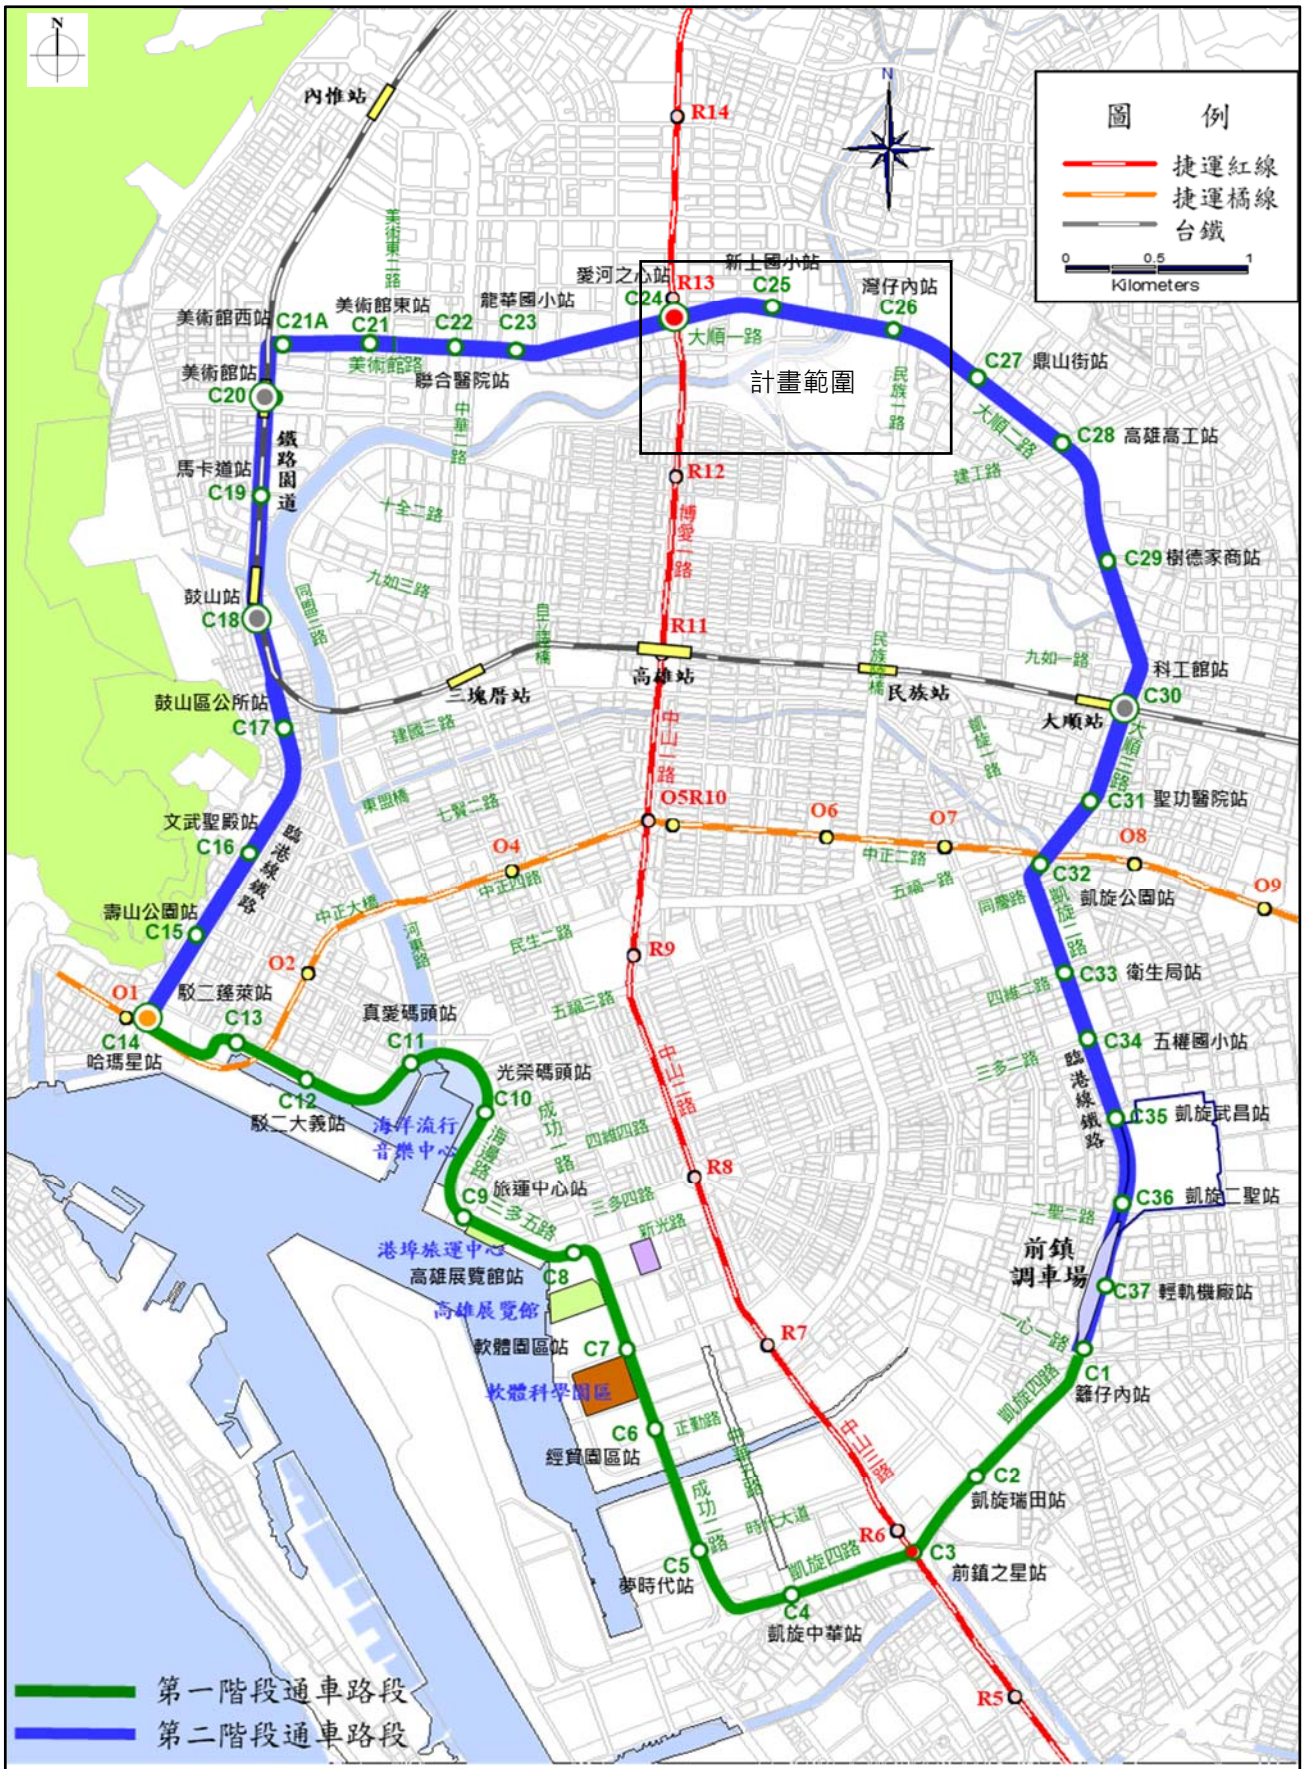 N
N
內惟站
R14
圖 例
捷運紅線
捷運橘線
台鐵
0 0.5 1
Kilometers
美術東二路
愛河之心站
R13
C24
新上國小站
C25
灣仔內站
C26
大順一路
計畫範圍
民族一路
美術館西站
C21A
美術館東站
C21
美術館路
C22
聯合醫院站
龍華國小站
C23
C27
鼎山街站
大順二路
C28
高雄高工站
建工路
美術館站
C20
鐵路園道
中華二路
馬卡道站
C19
R12
十全二路
博愛一路
C29
樹德家商站
鼓山站
C18
九如三路
同盟三路
自立陸橋
R11
高雄站
三塊厝站
民族陸橋
民族站
九如一路
科工館站
C30
大順站
大順三路
鼓山區公所站
C17
建國三路
中山一路
凱旋一路
東盟橋
七賢二路
O5R10
O6
O7
O8
O9
C31
聖功醫院站
文武聖殿站
C16
臨港線鐵路
O4
中正四路
中正二路
C32
凱旋公園站
五福一路
同慶路
凱旋二路
中正大橋
壽山公園站
C15
河東路
民生二路
R9
O2
O1
駁二蓬萊站
C13
C14
哈瑪星站
C33
衛生局站
四維二路
五福三路
真愛碼頭站
C11
C34
五權國小站
中山二路
三多二路
臨港線鐵路
C12
駁二大義站
光榮碼頭站
C10
成功一路
四維四路
海邊路
海洋流行
音樂中心
C35
凱旋武昌站
R8
C9
旅運中心站
三多五路
三多四路
新光路
C36
凱旋二聖站
二聖二路
前鎮
調車場
港埠旅運中心
高雄展覽館站
C8
高雄展覽館
C37
輕軌機廠站
一心一路
軟體園區站
C7
R7
C1
籬仔內站
凱旋四路
軟體科學園區
C6
經貿園區站
正勤路
中華五路
中山三路
C2
凱旋瑞田站
成功二路
時代大道
R6
C3
前鎮之星站
C5
夢時代站
凱旋四路
C4
凱旋中華站
R5
第一階段通車路段
第二階段通車路段